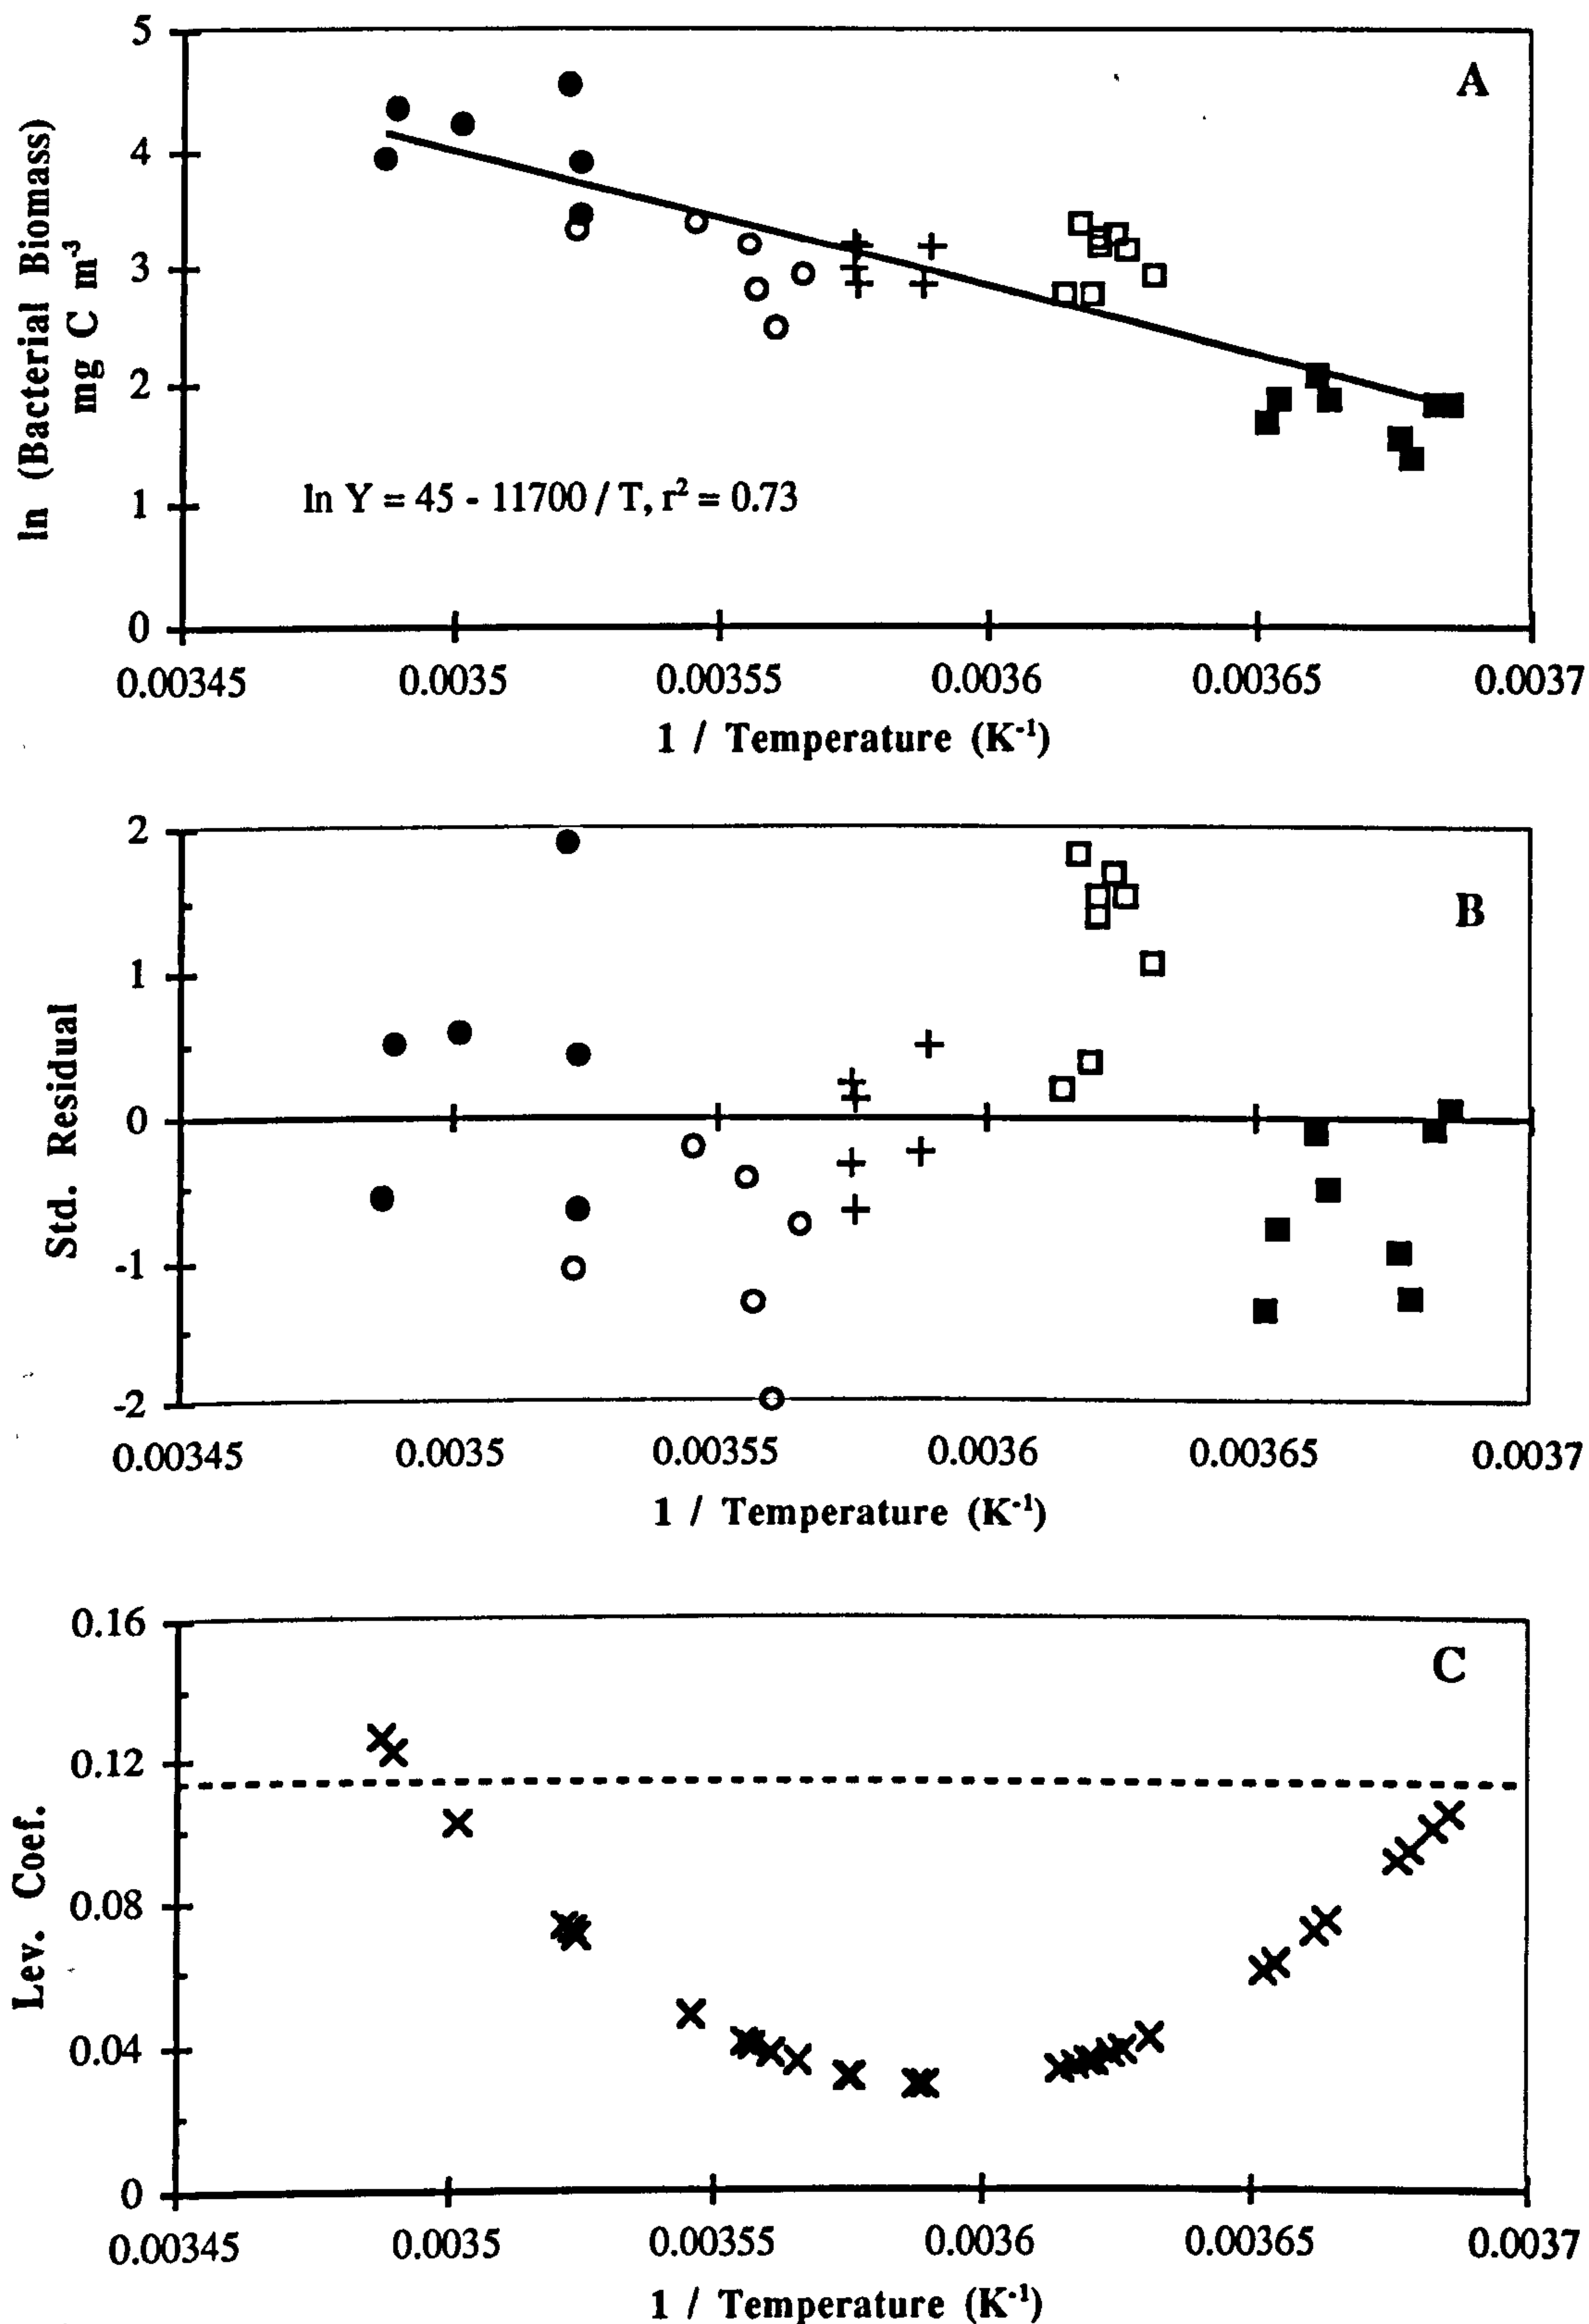 A
5
4
3
2
1
0
ln (Bacterial Biomass)
mg C m⁻³
ln Y = 45 - 11700 / T, r² = 0.73
0.00345 0.0035 0.00355 0.0036 0.00365 0.0037
1 / Temperature (K⁻¹)
B
2
1
0
-1
-2
Std. Residual
0.00345 0.0035 0.00355 0.0036 0.00365 0.0037
1 / Temperature (K⁻¹)
C
0.16
0.12
0.08
0.04
0
Lev. Coef.
0.00345 0.0035 0.00355 0.0036 0.00365 0.0037
1 / Temperature (K⁻¹)